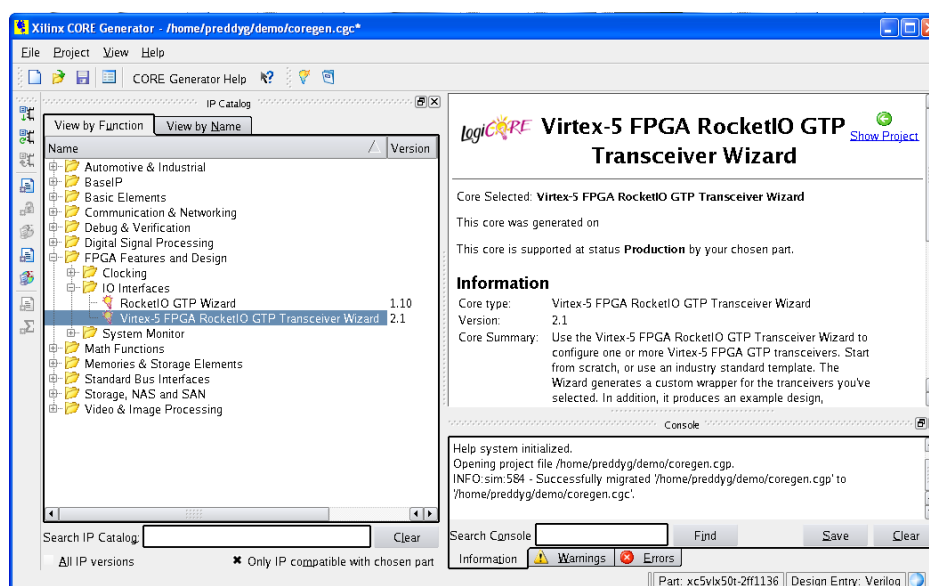 Xilinx CORE Generator - /home/preddyg/demo/coregen.cgc*
File Project View Help
CORE Generator Help
IP Catalog
View by Function View by Name
Name Version
Automotive & Industrial
BaseIP
Basic Elements
Communication & Networking
Debug & Verification
Digital Signal Processing
FPGA Features and Design
Clocking
IO Interfaces
RocketIO GTP Wizard 1.10
Virtex-5 FPGA RocketIO GTP Transceiver Wizard 2.1
System Monitor
Math Functions
Memories & Storage Elements
Standard Bus Interfaces
Storage, NAS and SAN
Video & Image Processing
Search IP Catalog: Clear
All IP versions Only IP compatible with chosen part
logiCORE Virtex-5 FPGA RocketIO GTP
Transceiver Wizard
Show Project
Core Selected: Virtex-5 FPGA RocketIO GTP Transceiver Wizard
This core was generated on
This core is supported at status Production by your chosen part.
Information
Core type: Virtex-5 FPGA RocketIO GTP Transceiver Wizard
Version: 2.1
Core Summary: Use the Virtex-5 FPGA RocketIO GTP Transceiver Wizard to
configure one or more Virtex-5 FPGA GTP transceivers. Start
from scratch, or use an industry standard template. The
Wizard generates a custom wrapper for the tranceivers you've
selected. In addition, it produces an example design,
Console
Help system initialized.
Opening project file /home/preddyg/demo/coregen.cgp.
INFO:sim:584 - Successfully migrated '/home/preddyg/demo/coregen.cgp' to
'/home/preddyg/demo/coregen.cgc'.
Search Console Find Save Clear
Information Warnings Errors
Part: xc5vlx50t-2ff1136 Design Entry: Verilog